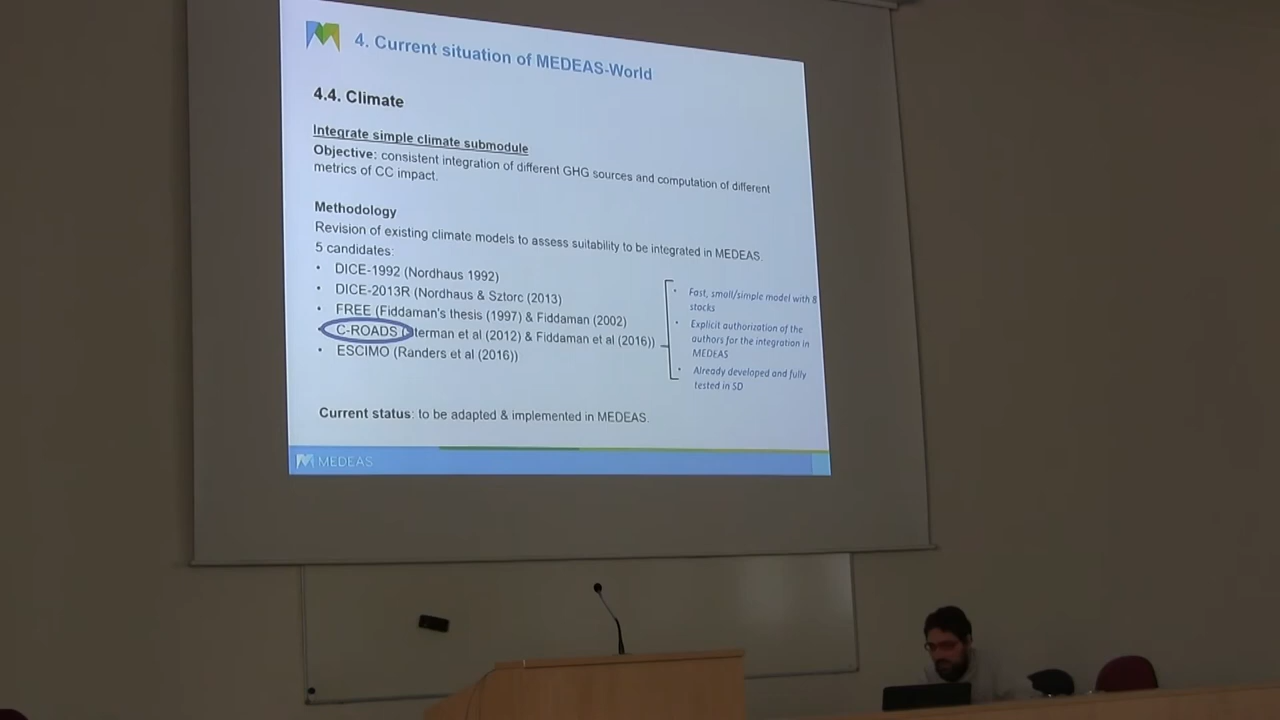 4. Current situation of MEDEAS-World
4.4. Climate
Integrate simple climate submodule
Objective: consistent integration of different GHG sources and computation of different
metrics of CC impact.
Methodology
Revision of existing climate models to assess suitability to be integrated in MEDEAS.
5 candidates:
• DICE-1992 (Nordhaus 1992)
• DICE-2013R (Nordhaus & Sztorc (2013)
• FREE (Fiddaman's thesis (1997) & Fiddaman (2002)
• C-ROADS (terman et al (2012) & Fiddaman et al (2016))
• ESCIMO (Randers et al (2016))
• Fast, small/simple model with 8
stocks
• Explicit authorization of the
authors for the integration in
MEDEAS
• Already developed and fully
tested in SD
Current status: to be adapted & implemented in MEDEAS.
MEDEAS